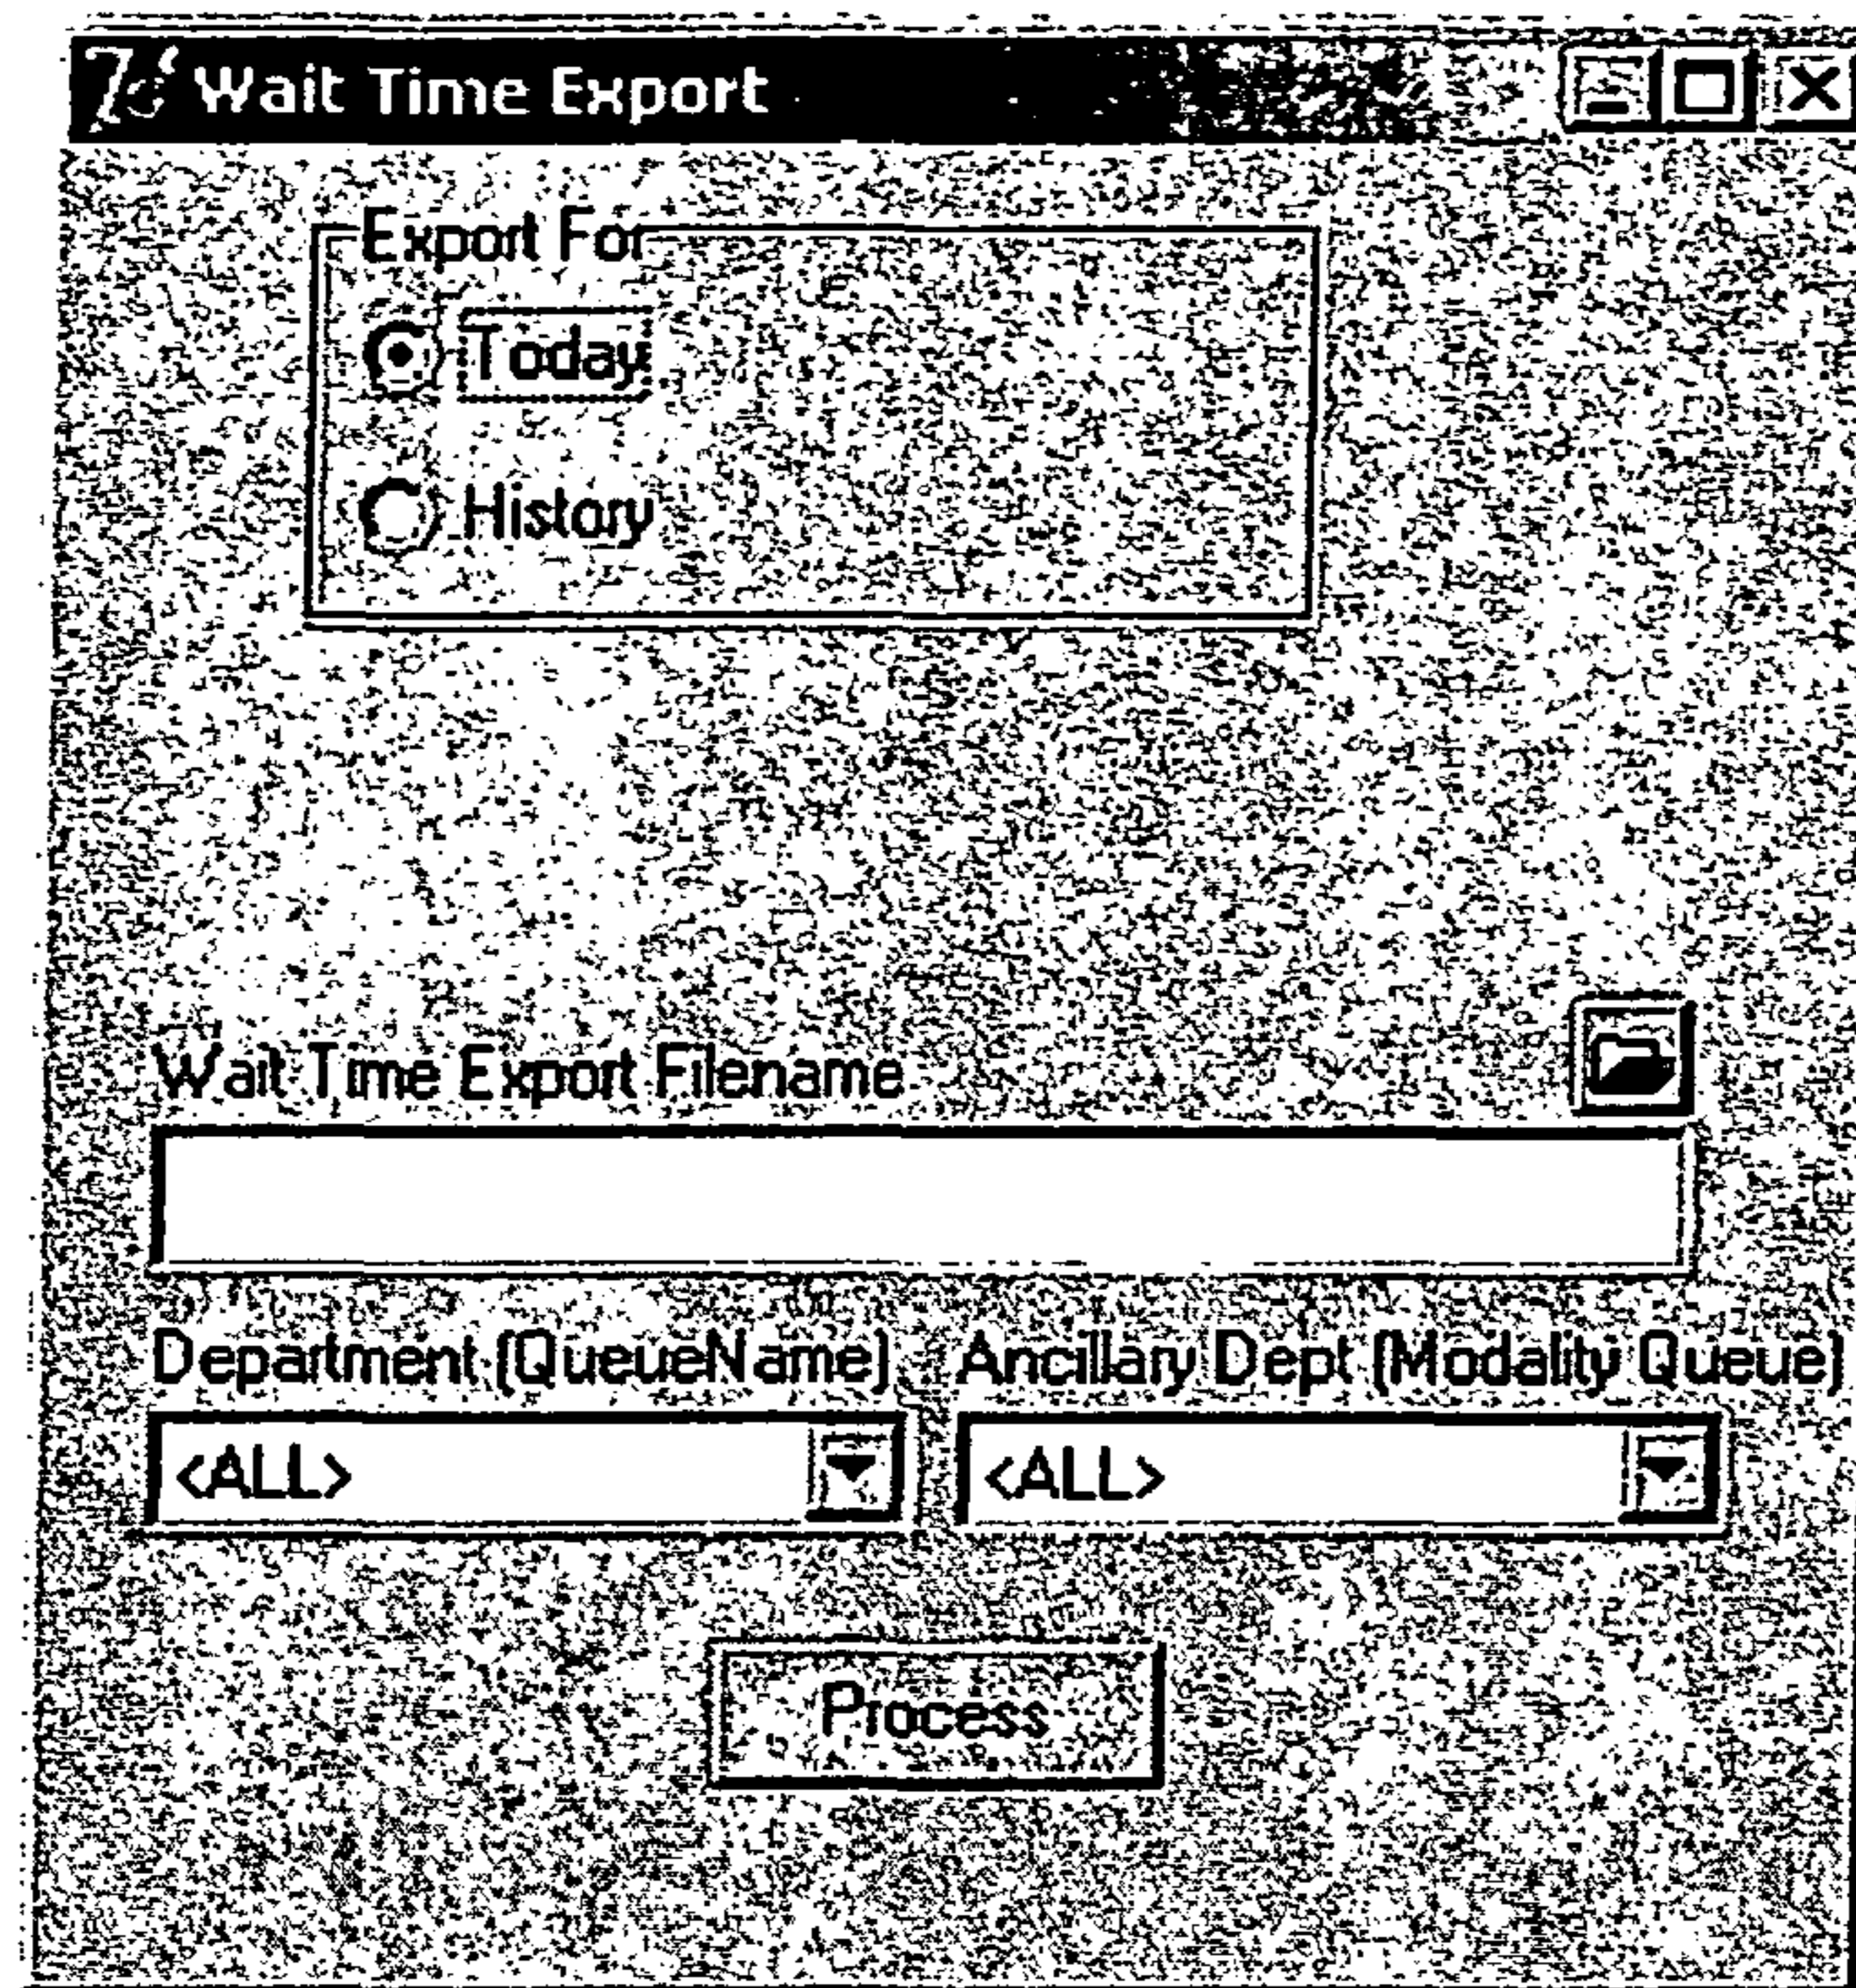 Wait Time Export
Export For
Today
History
Wait Time Export Filename
Department (QueueName) Ancillary Dept (Modality Queue)
<ALL> <ALL>
Process